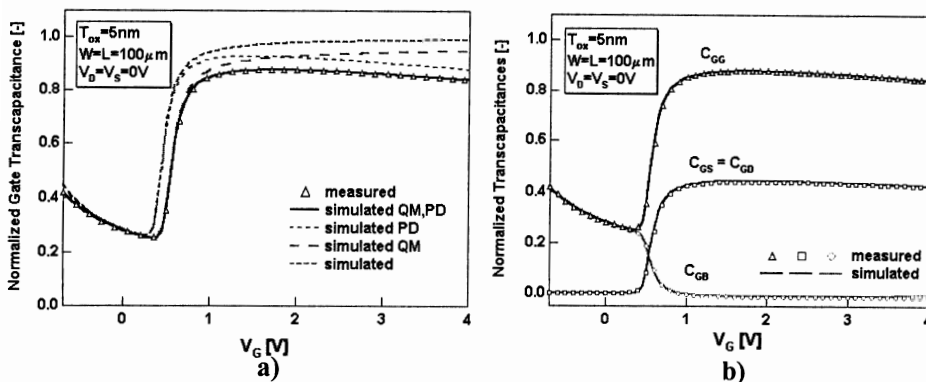 Normalized Gate Transcapacitance [-]
1.0
0.8
0.6
0.4
0.2
0.0
T_ox=5nm
W=L=100μm
V_D=V_S=0V
measured
simulated QM,PD
simulated PD
simulated QM
simulated
0
1
2
3
4
V_G [V]
a)
Normalized Transcapacitances [-]
1.0
0.8
0.6
0.4
0.2
0.0
T_ox=5nm
W=L=100μm
V_D=V_S=0V
C_GG
C_GS = C_GD
C_GB
measured
simulated
0
1
2
3
4
V_G [V]
b)